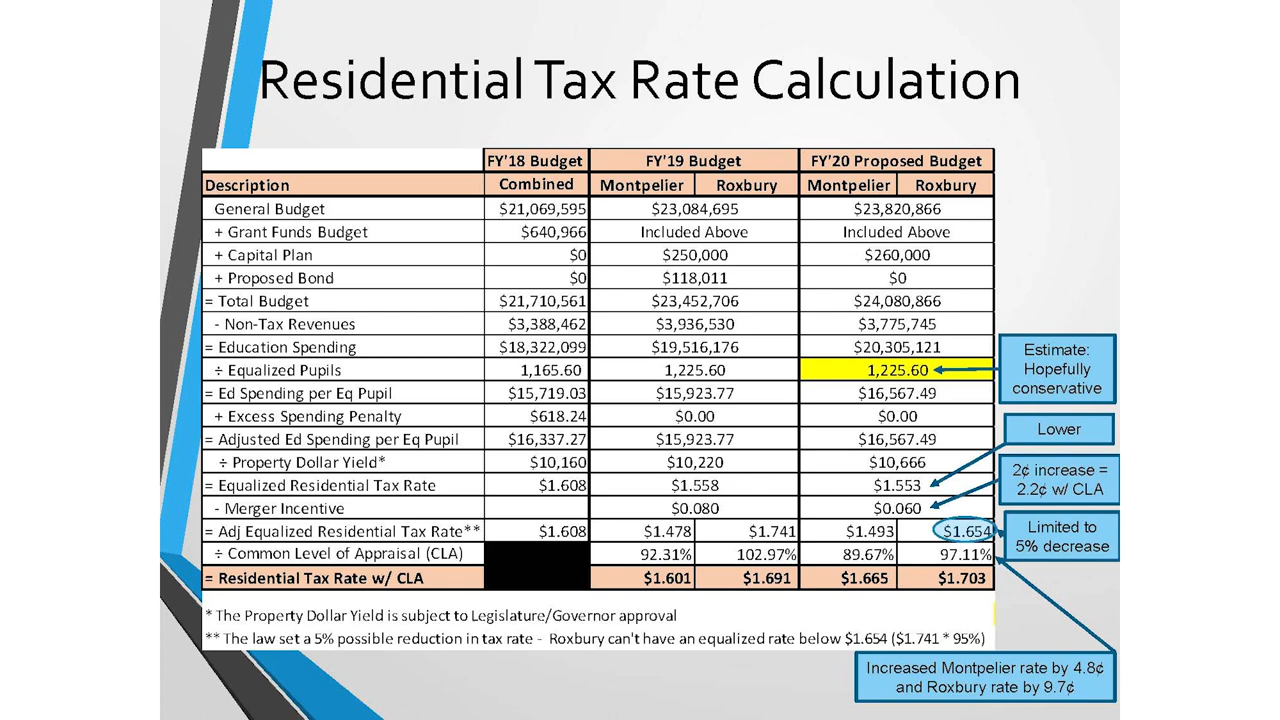 Residential Tax Rate Calculation
FY'18 Budget FY'19 Budget FY'20 Proposed Budget
Description Combined Montpelier Roxbury Montpelier Roxbury
General Budget $21,069,595 $23,084,695 $23,820,866
+ Grant Funds Budget $640,966 Included Above Included Above
+ Capital Plan $0 $250,000 $260,000
+ Proposed Bond $0 $118,011 $0
= Total Budget $21,710,561 $23,452,706 $24,080,866
- Non-Tax Revenues $3,388,462 $3,936,530 $3,775,745
= Education Spending $18,322,099 $19,516,176 $20,305,121
÷ Equalized Pupils 1,165.60 1,225.60 1,225.60
= Ed Spending per Eq Pupil $15,719.03 $15,923.77 $16,567.49
+ Excess Spending Penalty $618.24 $0.00 $0.00
= Adjusted Ed Spending per Eq Pupil $16,337.27 $15,923.77 $16,567.49
÷ Property Dollar Yield* $10,160 $10,220 $10,666
= Equalized Residential Tax Rate $1.608 $1.558 $1.553
- Merger Incentive $0.080 $0.060
= Adj Equalized Residential Tax Rate** $1.608 $1.478 $1.741 $1.493 $1.654
÷ Common Level of Appraisal (CLA) 92.31% 102.97% 89.67% 97.11%
= Residential Tax Rate w/ CLA $1.601 $1.691 $1.665 $1.703
* The Property Dollar Yield is subject to Legislature/Governor approval
** The law set a 5% possible reduction in tax rate - Roxbury can't have an equalized rate below $1.654 ($1.741 * 95%)
Estimate:
Hopefully
conservative
Lower
2¢ increase =
2.2¢ w/ CLA
Limited to
5% decrease
Increased Montpelier rate by 4.8¢
and Roxbury rate by 9.7¢